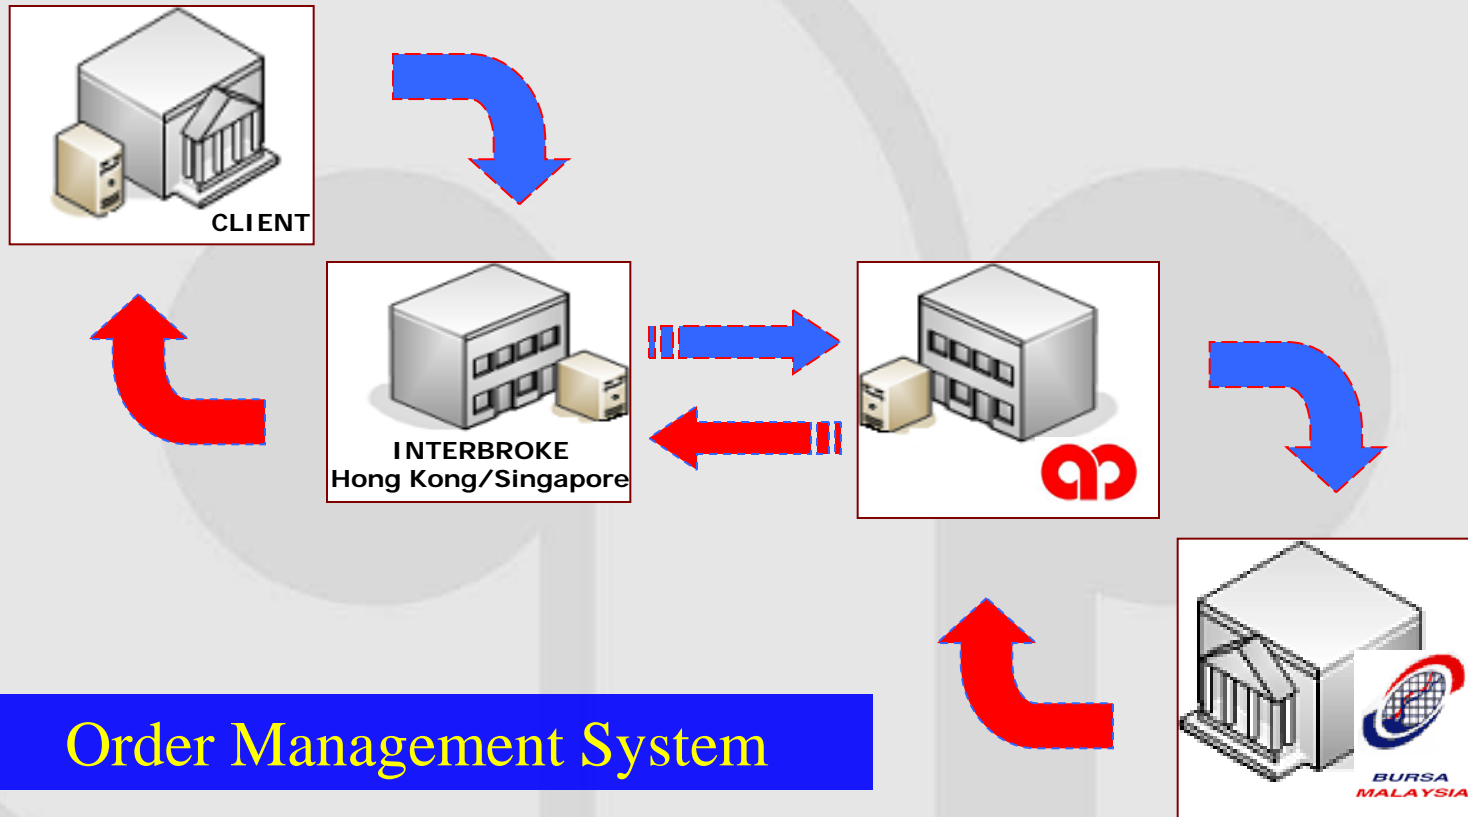 CLIENT
INTERBROKE
Hong Kong/Singapore
Order Management System
BURSA
MALAYSIA